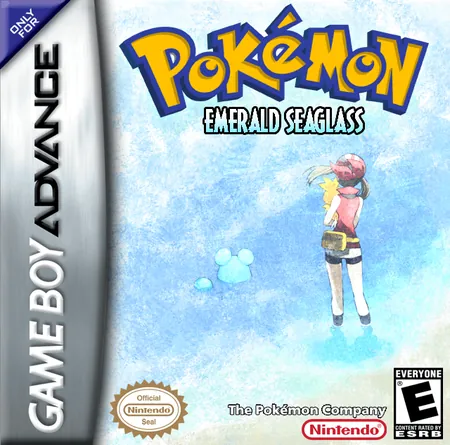 ONLY
FOR
GAME BOY ADVANCE
POKéMON
EMERALD SEAGLASS
Official
Nintendo
Seal
The Pokémon Company
Nintendo
EVERYONE
E
CONTENT RATED BY
ESRB